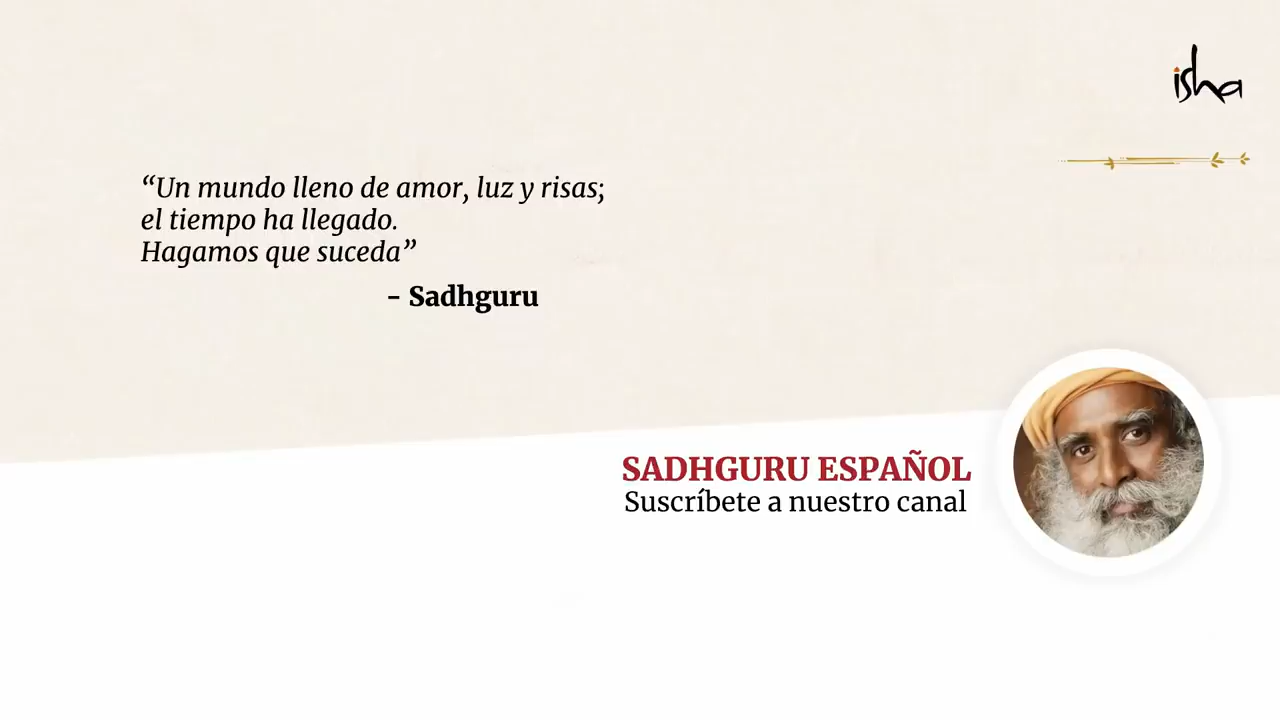 isha
“Un mundo lleno de amor, luz y risas;
el tiempo ha llegado.
Hagamos que suceda”
- Sadhguru
SADHGURU ESPAÑOL
Suscríbete a nuestro canal